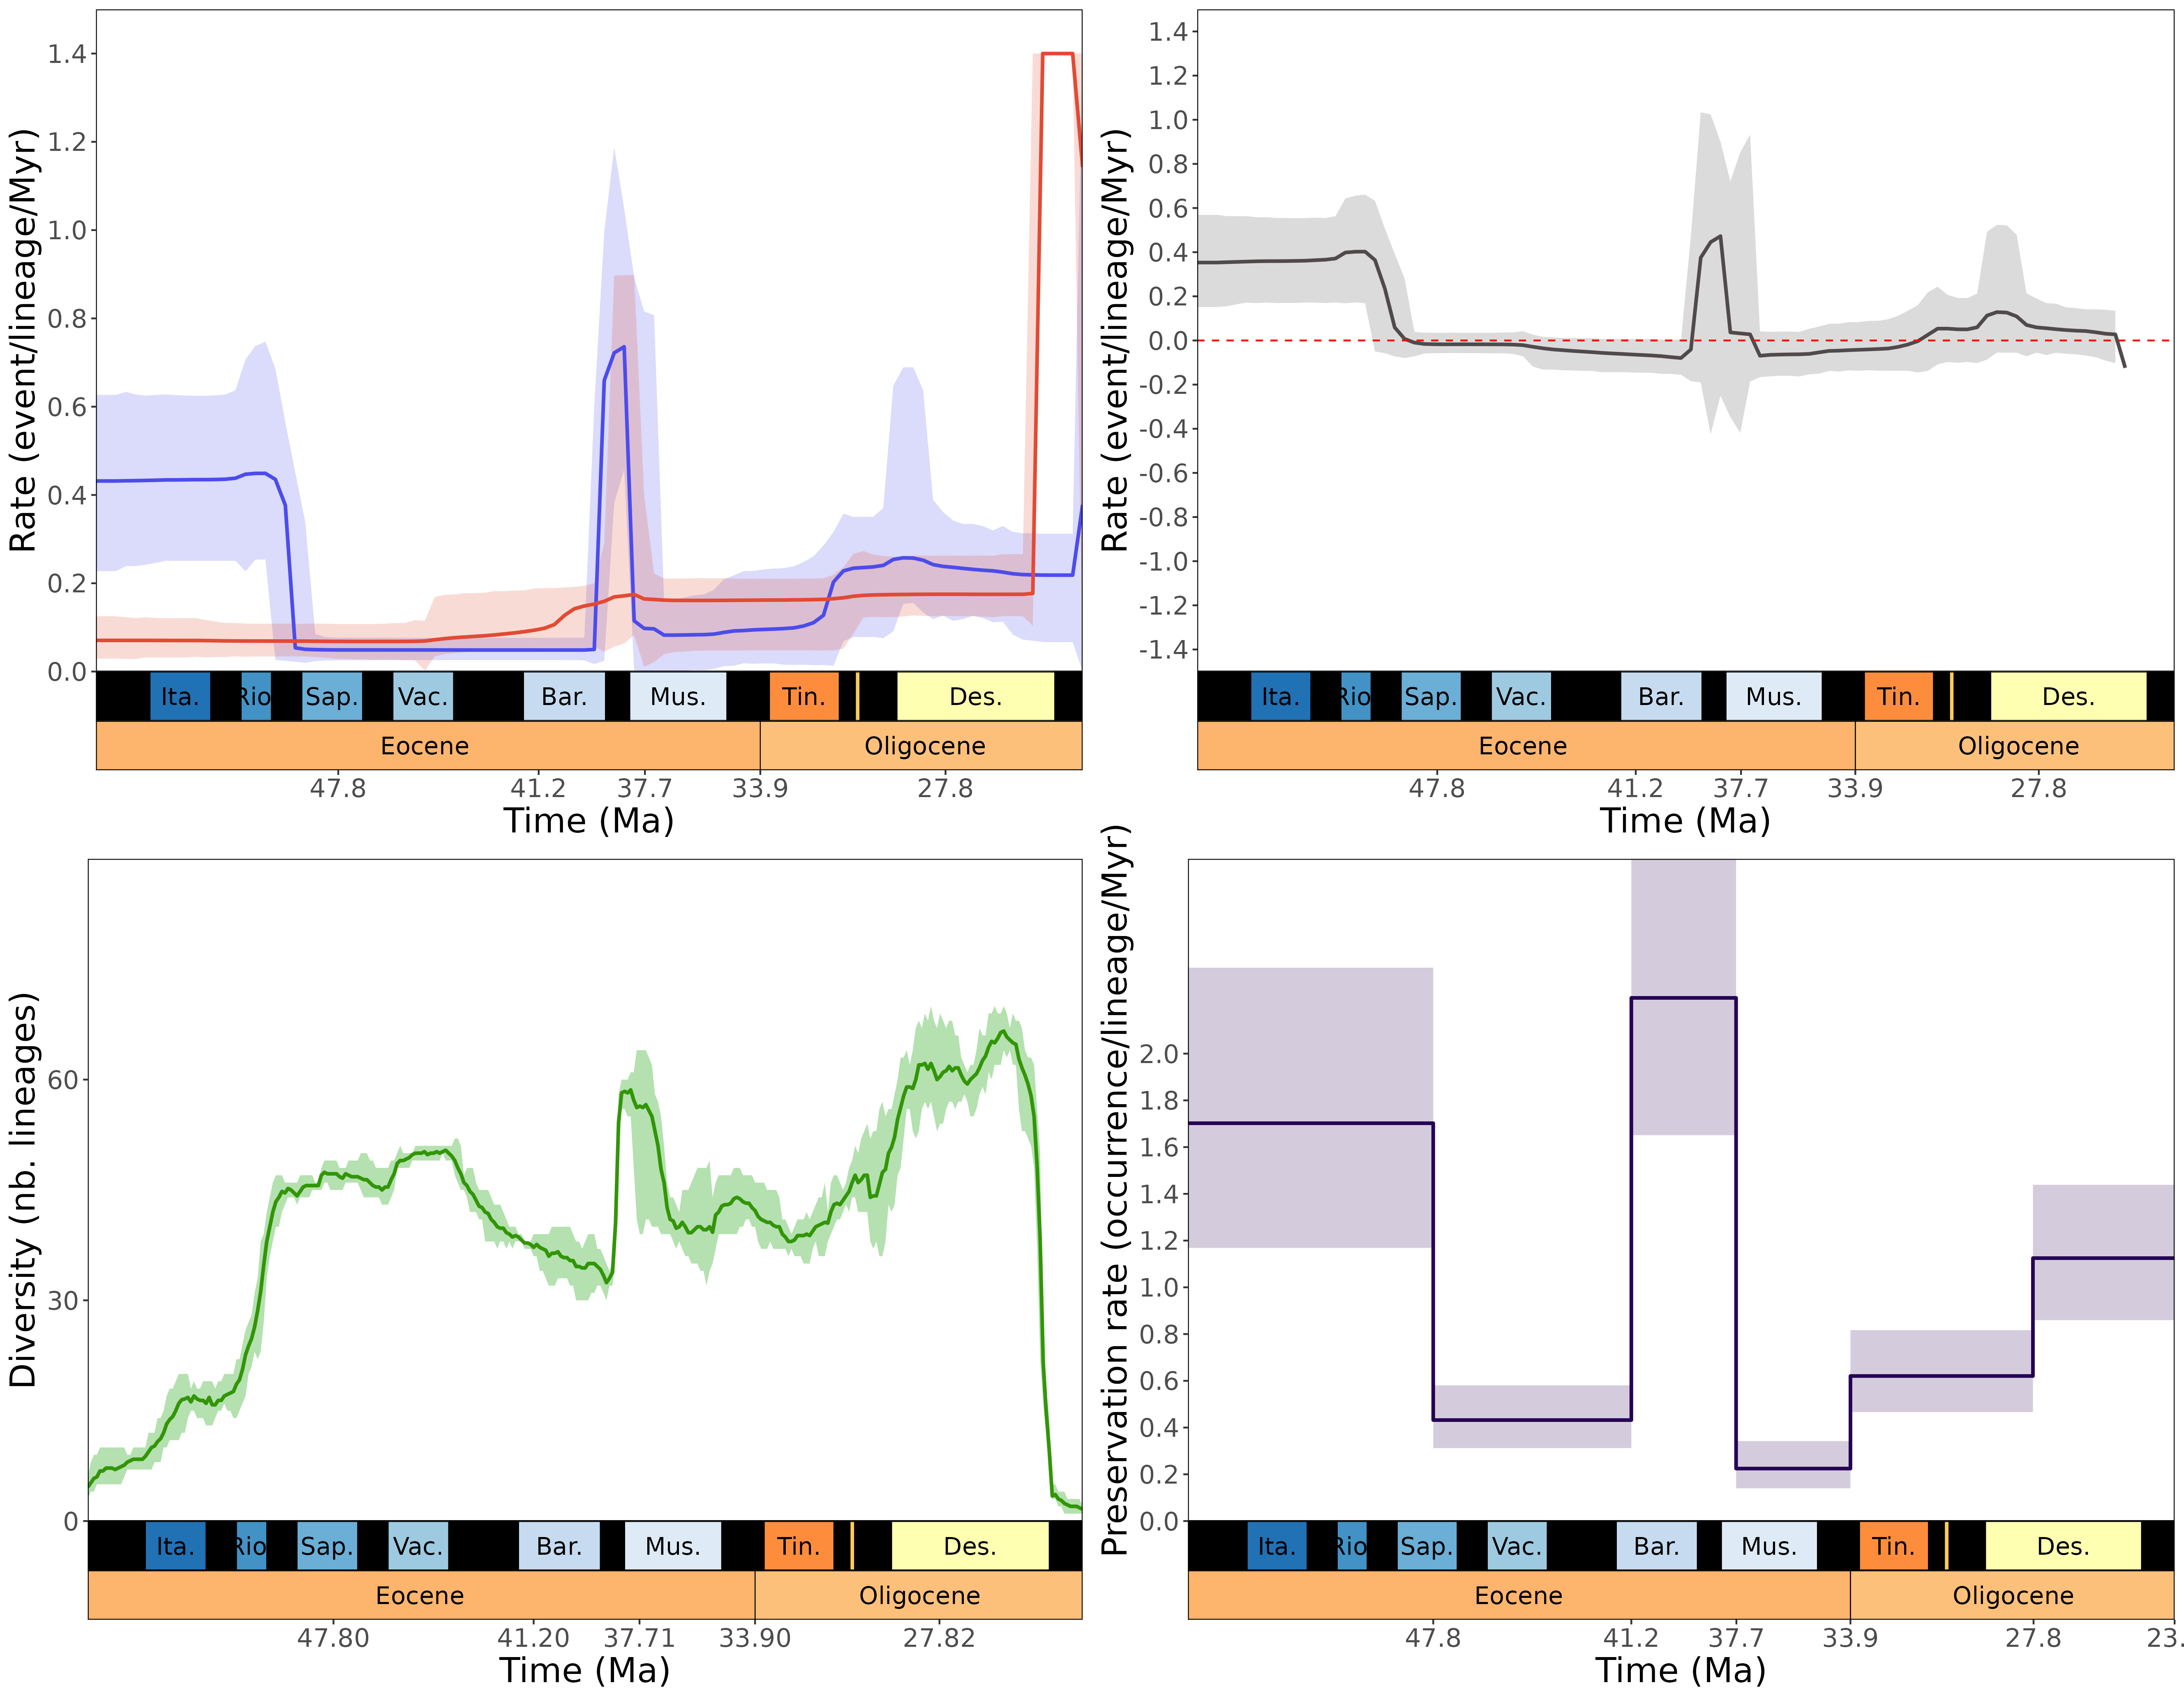 Rate (event/lineage/Myr)
1.4
1.2
1.0
0.8
0.6
0.4
0.2
0.0
Ita. Rio Sap. Vac. Bar. Mus. Tin. Des.
Eocene Oligocene
47.8 41.2 37.7 33.9 27.8
Time (Ma)
Rate (event/lineage/Myr)
1.4
1.2
1.0
0.8
0.6
0.4
0.2
0.0
-0.2
-0.4
-0.6
-0.8
-1.0
-1.2
-1.4
Ita. Rio Sap. Vac. Bar. Mus. Tin. Des.
Eocene Oligocene
47.8 41.2 37.7 33.9 27.8
Time (Ma)
Diversity (nb. lineages)
60
30
0
Ita. Rio Sap. Vac. Bar. Mus. Tin. Des.
Eocene Oligocene
47.80 41.20 37.71 33.90 27.82
Time (Ma)
Preservation rate (occurrence/lineage/Myr)
2.0
1.8
1.6
1.4
1.2
1.0
0.8
0.6
0.4
0.2
0.0
Ita. Rio Sap. Vac. Bar. Mus. Tin. Des.
Eocene Oligocene
47.8 41.2 37.7 33.9 27.8 23.
Time (Ma)